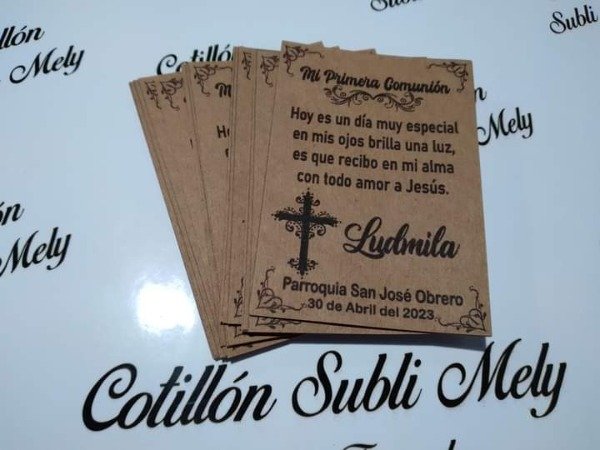 Subli
llón
Subli
Mely
Mely
Mi Primera Comunión
Hoy es un día muy especial
en mis ojos brilla una luz,
es que recibo en mi alma
con todo amor a Jesús.
Ludmila
Parroquia San José Obrero
30 de Abril del 2023
Mely
Cotillón Subli Mely